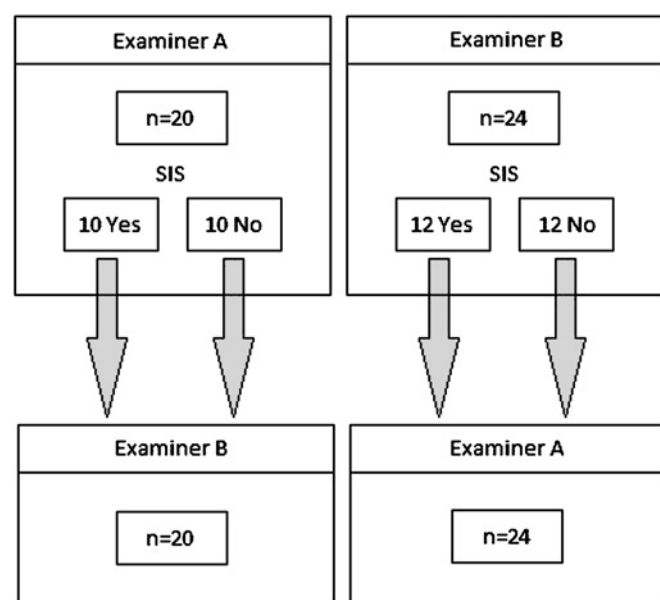 Examiner A
n=20
SIS
10 Yes
10 No
Examiner B
n=24
SIS
12 Yes
12 No
Examiner B
n=20
Examiner A
n=24